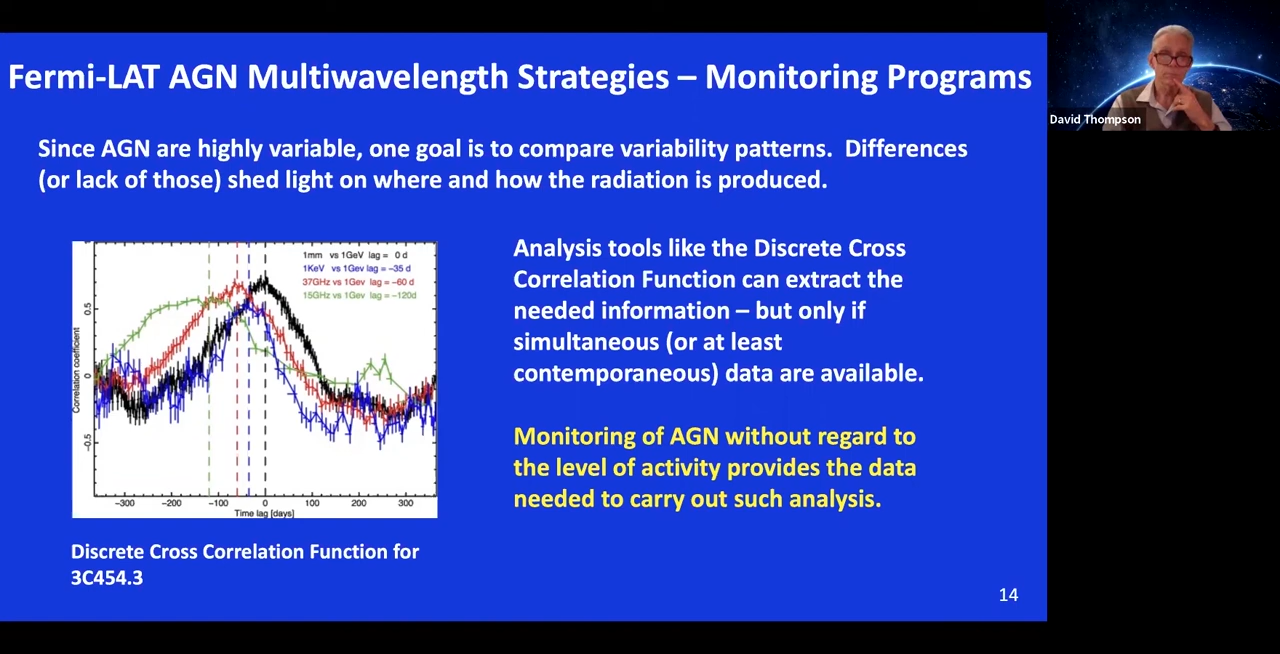 Fermi-LAT AGN Multiwavelength Strategies – Monitoring Programs
David Thompson
Since AGN are highly variable, one goal is to compare variability patterns.  Differences
(or lack of those) shed light on where and how the radiation is produced.
1mm vs 1GeV lag = 0 d
1KeV vs 1Gev lag = −35 d
37GHz vs 1Gev lag = −60 d
15GHz vs 1Gev lag = −120d
Correlation coefficient
0.5
0
−0.5
−300
−200
−100
0
100
200
300
Time lag [days]
Discrete Cross Correlation Function for
3C454.3
Analysis tools like the Discrete Cross
Correlation Function can extract the
needed information – but only if
simultaneous (or at least
contemporaneous) data are available.
Monitoring of AGN without regard to
the level of activity provides the data
needed to carry out such analysis.
14